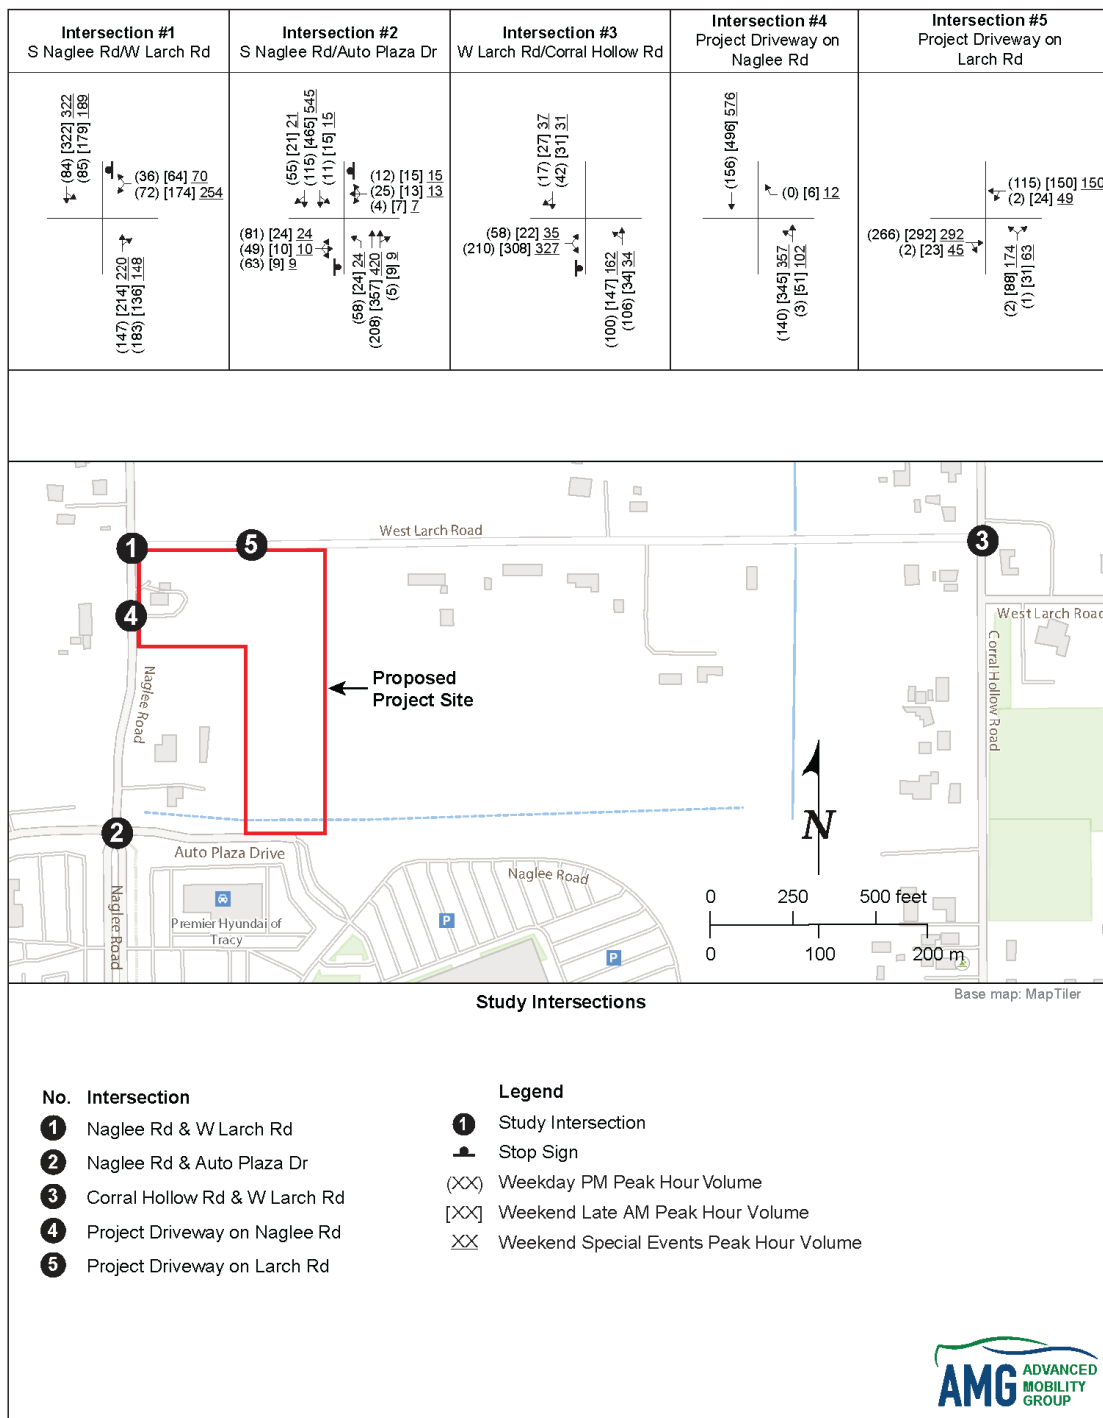 Intersection #1
S Naglee Rd/W Larch Rd
(84) [322] 322
(85) [179] 189
(36) [64] 70
(72) [174] 254
(147) [214] 220
(183) [136] 148
Intersection #2
S Naglee Rd/Auto Plaza Dr
(55) [21] 21
(115) [465] 545
(11) [15] 15
(12) [15] 15
(25) [13] 13
(4) [7] 7
(81) [24] 24
(49) [10] 10
(63) [9] 9
(58) [24] 24
(208) [357] 420
(5) [9] 9
Intersection #3
W Larch Rd/Corral Hollow Rd
(17) [27] 37
(42) [31] 31
(58) [22] 35
(210) [308] 327
(100) [147] 162
(106) [34] 34
Intersection #4
Project Driveway on
Naglee Rd
(156) [496] 576
(0) [6] 12
(140) [345] 357
(3) [51] 102
Intersection #5
Project Driveway on
Larch Rd
(115) [150] 150
(2) [24] 49
(266) [292] 292
(2) [23] 45
(2) [88] 174
(1) [31] 63
West Larch Road
1
5
3
4
2
West Larch Road
Naglee Road
Proposed
Project Site
Corral Hollow Road
N
Auto Plaza Drive
Naglee Road
Naglee Road
Premier Hyundai of
Tracy
P
P
0 250 500 feet
0 100 200 m
Study Intersections
Base map: MapTiler
No. Intersection
1 Naglee Rd & W Larch Rd
2 Naglee Rd & Auto Plaza Dr
3 Corral Hollow Rd & W Larch Rd
4 Project Driveway on Naglee Rd
5 Project Driveway on Larch Rd
Legend
1 Study Intersection
Stop Sign
(XX) Weekday PM Peak Hour Volume
[XX] Weekend Late AM Peak Hour Volume
XX Weekend Special Events Peak Hour Volume
AMG
ADVANCED
MOBILITY
GROUP